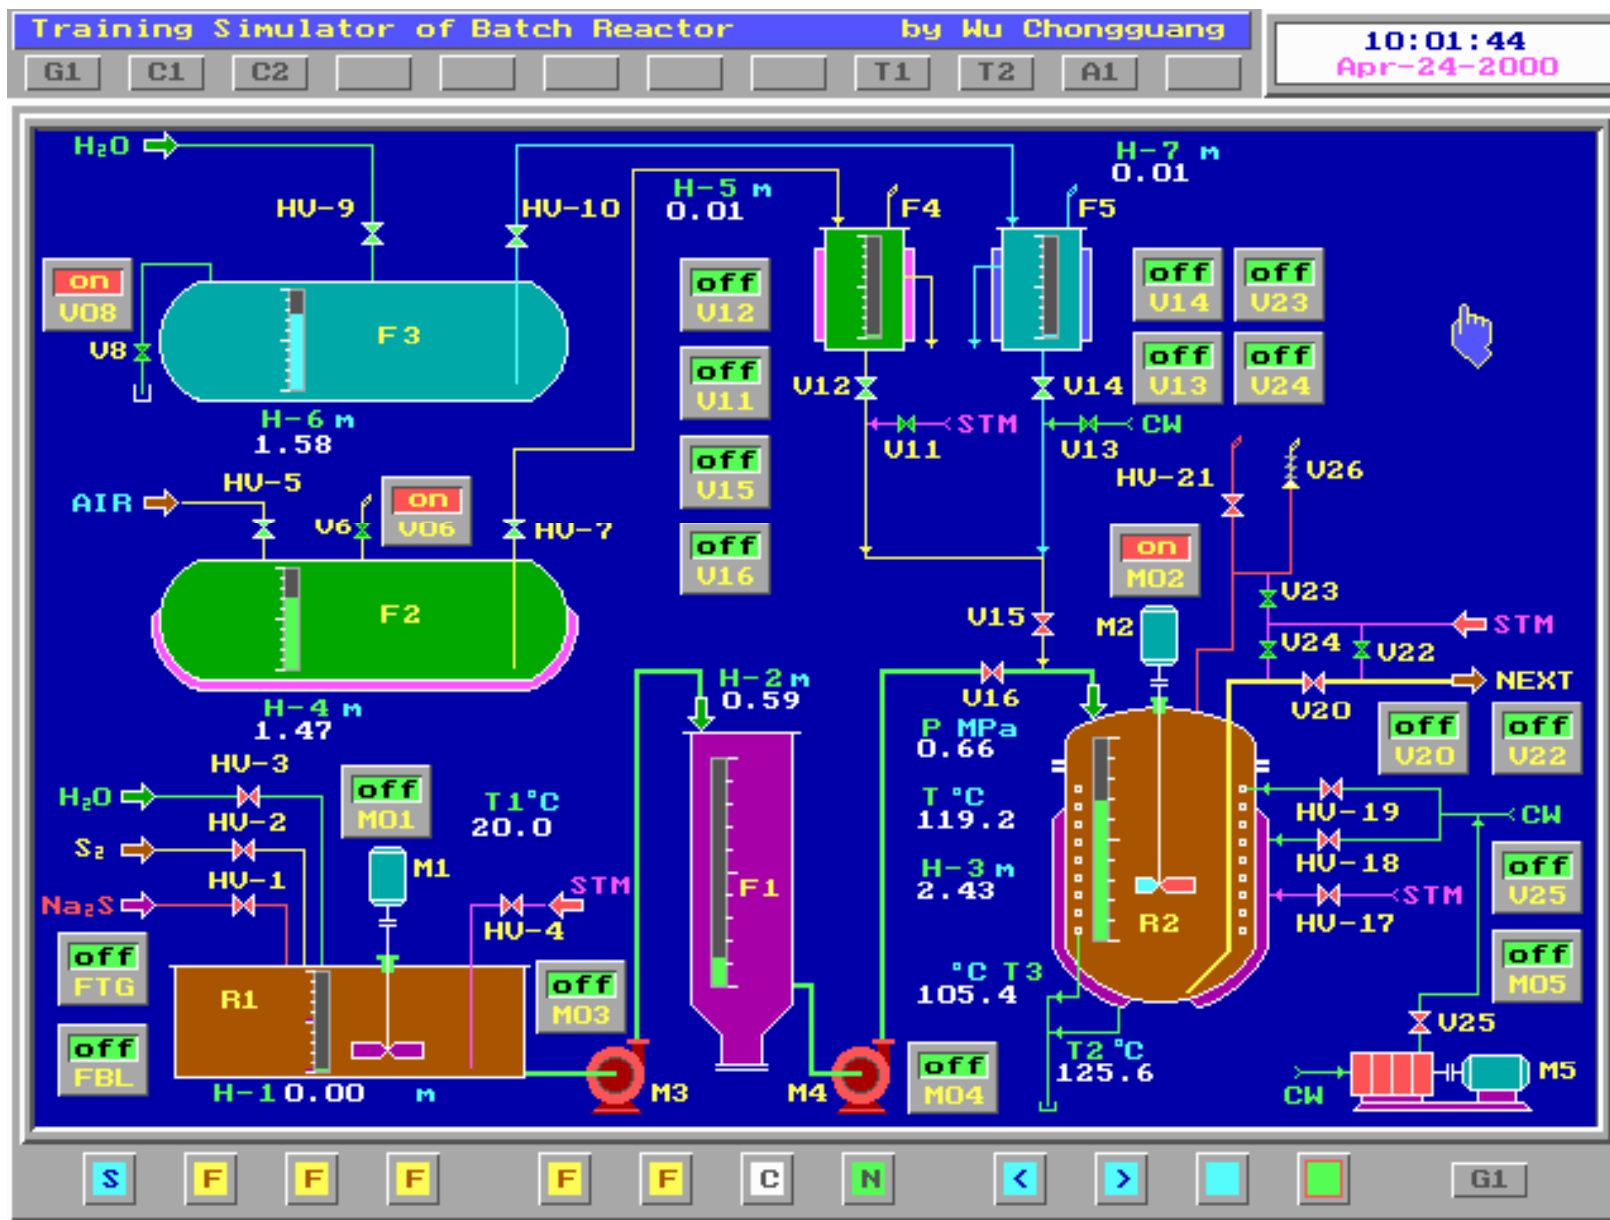 Training Simulator of Batch Reactor by Wu Chongguang
10:01:44
Apr-24-2000
G1 C1 C2 T1 T2 A1
H₂O
H-7 m
0.01
H-5 m
0.01
HV-9
HV-10
F4
F5
on
V08
off
V12
off
V14
off
V23
F3
V8
off
V11
off
V13
off
V24
V12
V14
H-6 m
1.58
STM
CW
V11
V13
off
V15
HV-21
V26
AIR
HV-5
V6
on
V06
HV-7
off
V16
on
M02
F2
V15
M2
V23
STM
V24
V22
H-4 m
1.47
H-2 m
0.59
V16
NEXT
V20
P MPa
0.66
off
V20
off
V22
HV-3
H₂O
off
M01
T1°C
20.0
T °C
119.2
HV-19
CW
HV-2
S₂
HV-18
HV-1
M1
STM
F1
H-3 m
2.43
off
V25
Na₂S
HV-4
STM
HV-17
R2
off
FTG
R1
off
M03
°C T3
105.4
off
M05
V25
off
FBL
T2 °C
125.6
H-1 0.00 m
M3
M4
off
M04
CW
M5
S F F F F F C N < > G1